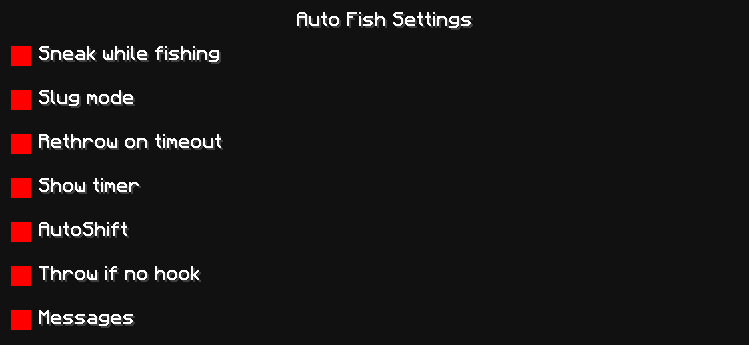 Auto Fish Settings
Sneak while fishing
Slug mode
Rethrow on timeout
Show timer
AutoShift
Throw if no hook
Messages